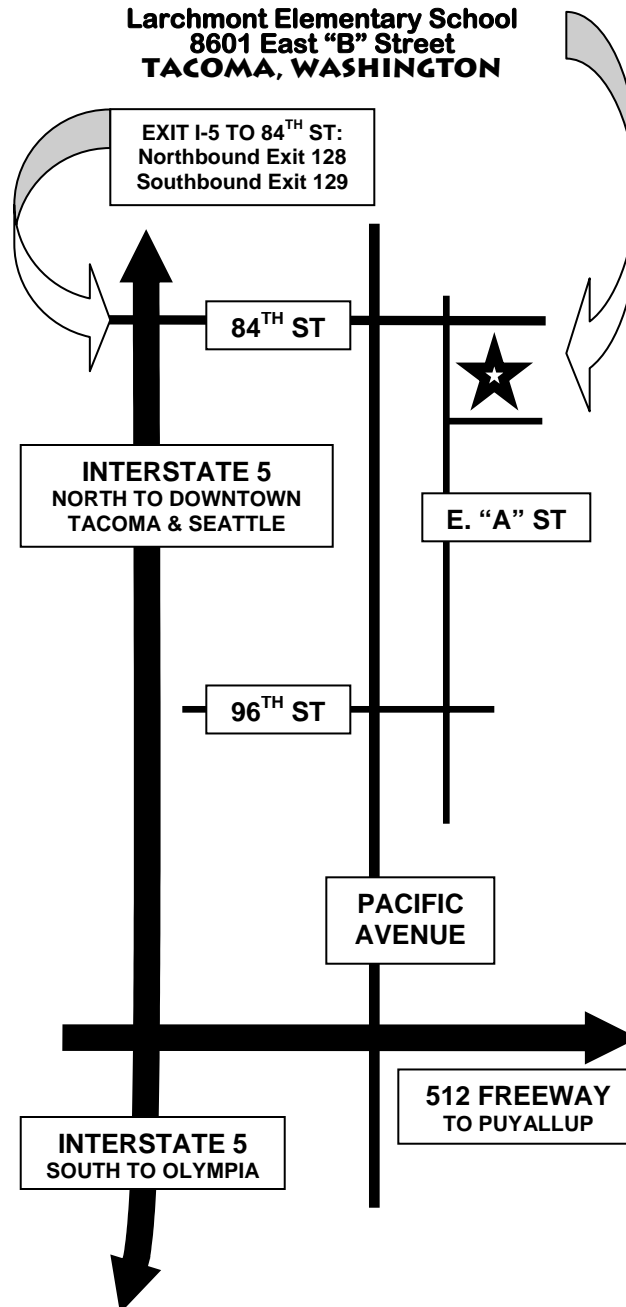 Larchmont Elementary School
8601 East “B” Street
TACOMA, WASHINGTON
EXIT I-5 TO 84TH ST:
Northbound Exit 128
Southbound Exit 129
84TH ST
INTERSTATE 5
NORTH TO DOWNTOWN
TACOMA & SEATTLE
E. “A” ST
96TH ST
PACIFIC
AVENUE
512 FREEWAY
TO PUYALLUP
INTERSTATE 5
SOUTH TO OLYMPIA